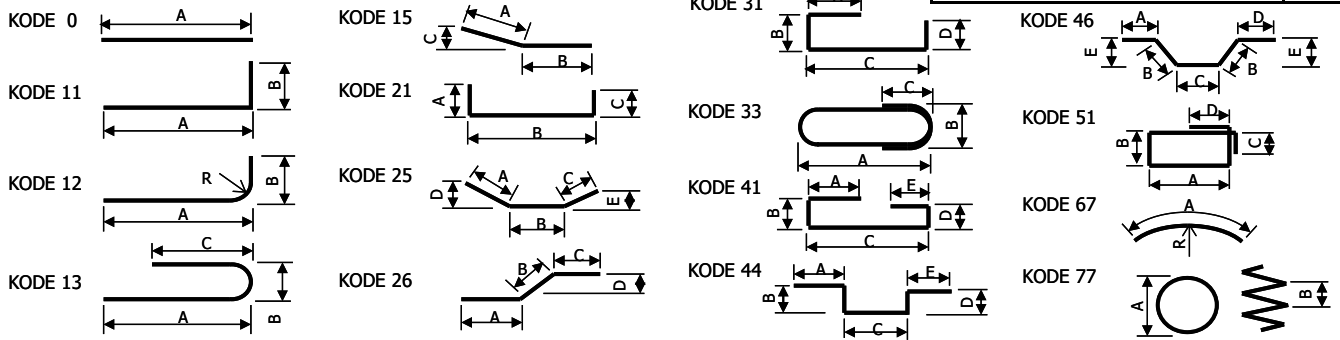 KODE 0
A
KODE 11
B
A
KODE 12
R
B
A
C
KODE 13
B
A
KODE 15
A
C
B
KODE 21
A
C
B
KODE 25
A
C
D
E
B
KODE 26
B
C
D
A
KODE 31
B
D
C
KODE 33
C
B
A
KODE 41
A
E
B
D
C
KODE 44
A
B
D
C
KODE 46
A
D
E
E
B
B
C
KODE 51
D
B
C
A
KODE 67
A
R
KODE 77
A
B